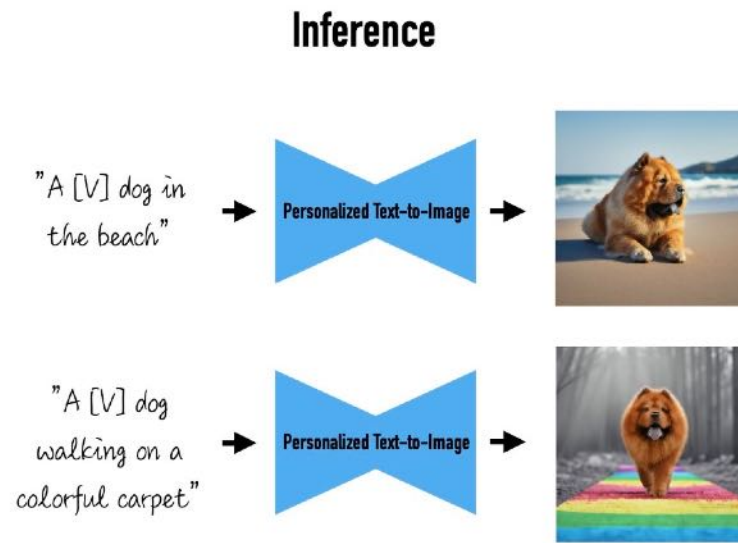 Inference
"A [V] dog in
the beach"
Personalized Text-to-Image
"A [V] dog
walking on a
colorful carpet"
Personalized Text-to-Image